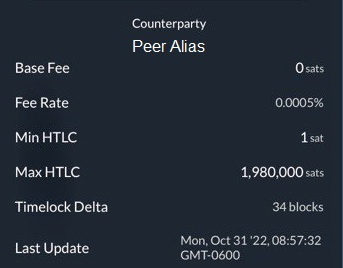 Counterparty
Peer Alias
Base Fee 0 sats
Fee Rate 0.0005%
Min HTLC 1 sat
Max HTLC 1,980,000 sats
Timelock Delta 34 blocks
Last Update Mon, Oct 31 '22, 08:57:32
GMT-0600